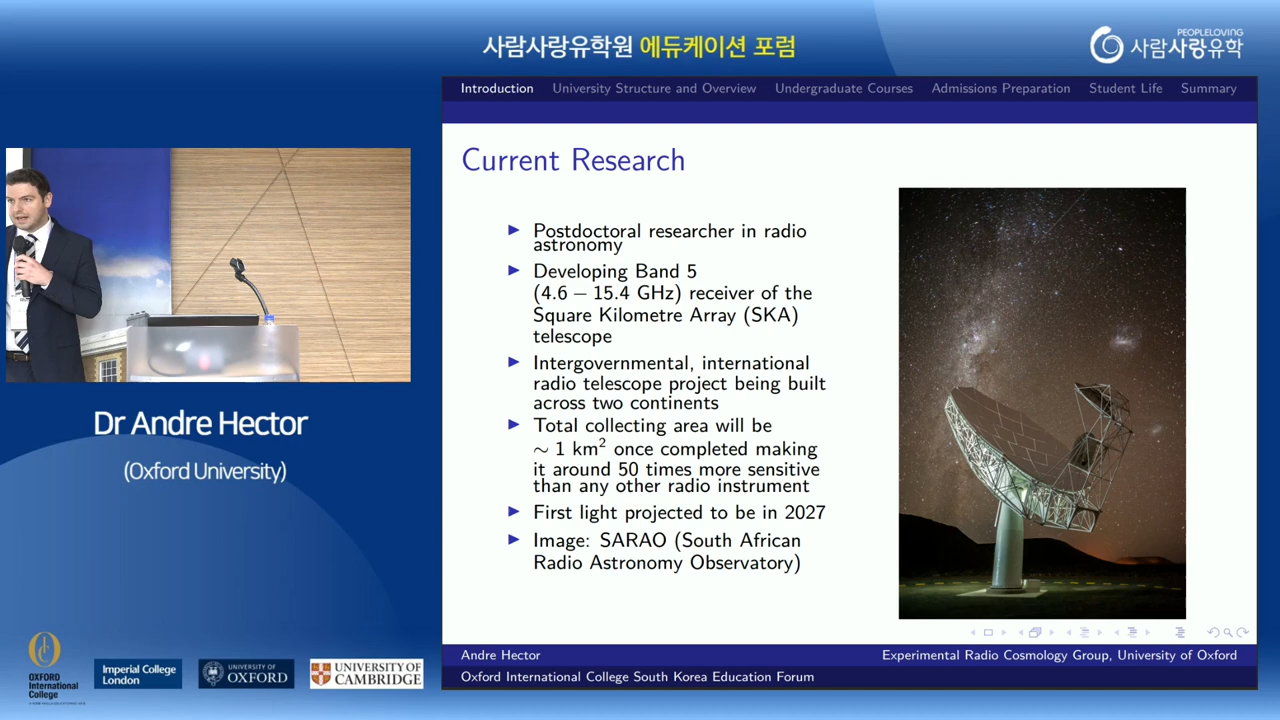 사람사랑유학원 에듀케이션 포럼
PEOPLELOVING
사람사랑유학
Introduction University Structure and Overview Undergraduate Courses Admissions Preparation Student Life Summary
Current Research
Postdoctoral researcher in radio
astronomy
Developing Band 5
(4.6 − 15.4 GHz) receiver of the
Square Kilometre Array (SKA)
telescope
Intergovernmental, international
radio telescope project being built
across two continents
Total collecting area will be
∼ 1 km² once completed making
it around 50 times more sensitive
than any other radio instrument
First light projected to be in 2027
Image: SARAO (South African
Radio Astronomy Observatory)
Dr Andre Hector
(Oxford University)
OXFORD
International
College
Imperial College
London
UNIVERSITY OF
OXFORD
UNIVERSITY OF
CAMBRIDGE
Andre Hector Experimental Radio Cosmology Group, University of Oxford
Oxford International College South Korea Education Forum